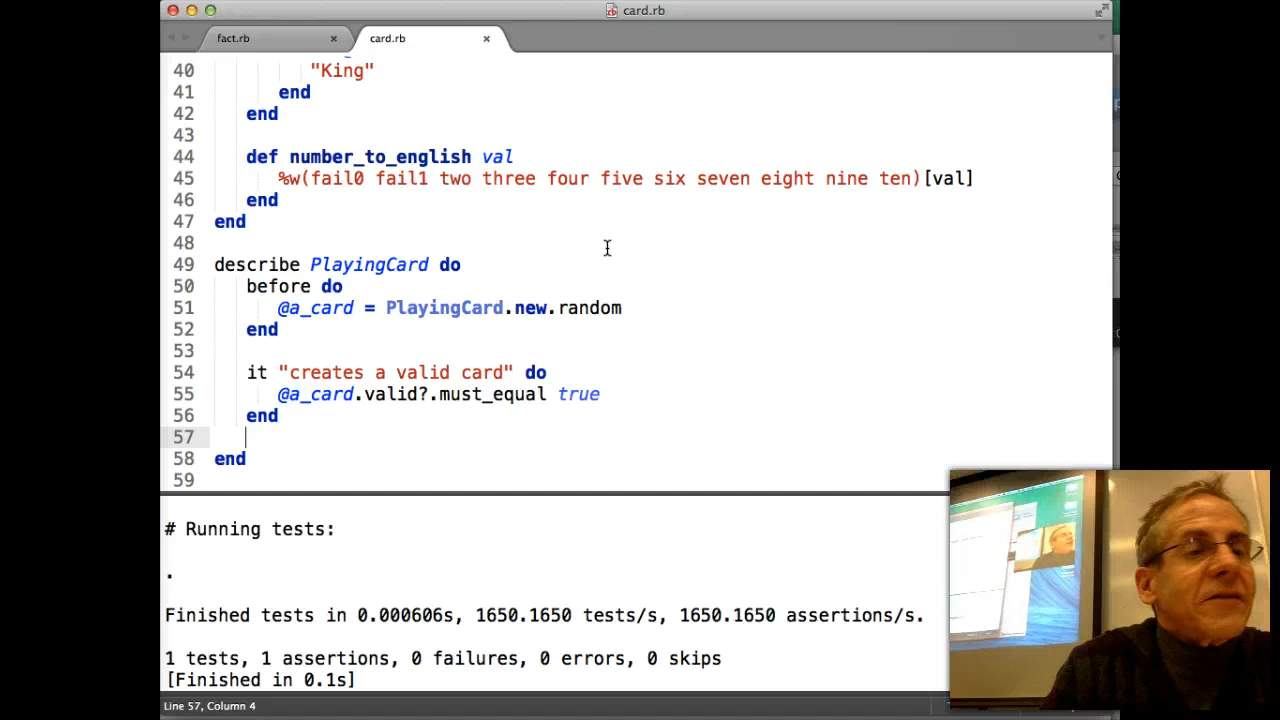 card.rb
fact.rb × card.rb ×
40 "King"
41 end
42 end
43
44 def number_to_english val
45 %w(fail0 fail1 two three four five six seven eight nine ten)[val]
46 end
47 end
48
49 describe PlayingCard do
50 before do
51 @a_card = PlayingCard.new.random
52 end
53
54 it "creates a valid card" do
55 @a_card.valid?.must_equal true
56 end
57
58 end
59
# Running tests:
.
Finished tests in 0.000606s, 1650.1650 tests/s, 1650.1650 assertions/s.
1 tests, 1 assertions, 0 failures, 0 errors, 0 skips
[Finished in 0.1s]
Line 57, Column 4